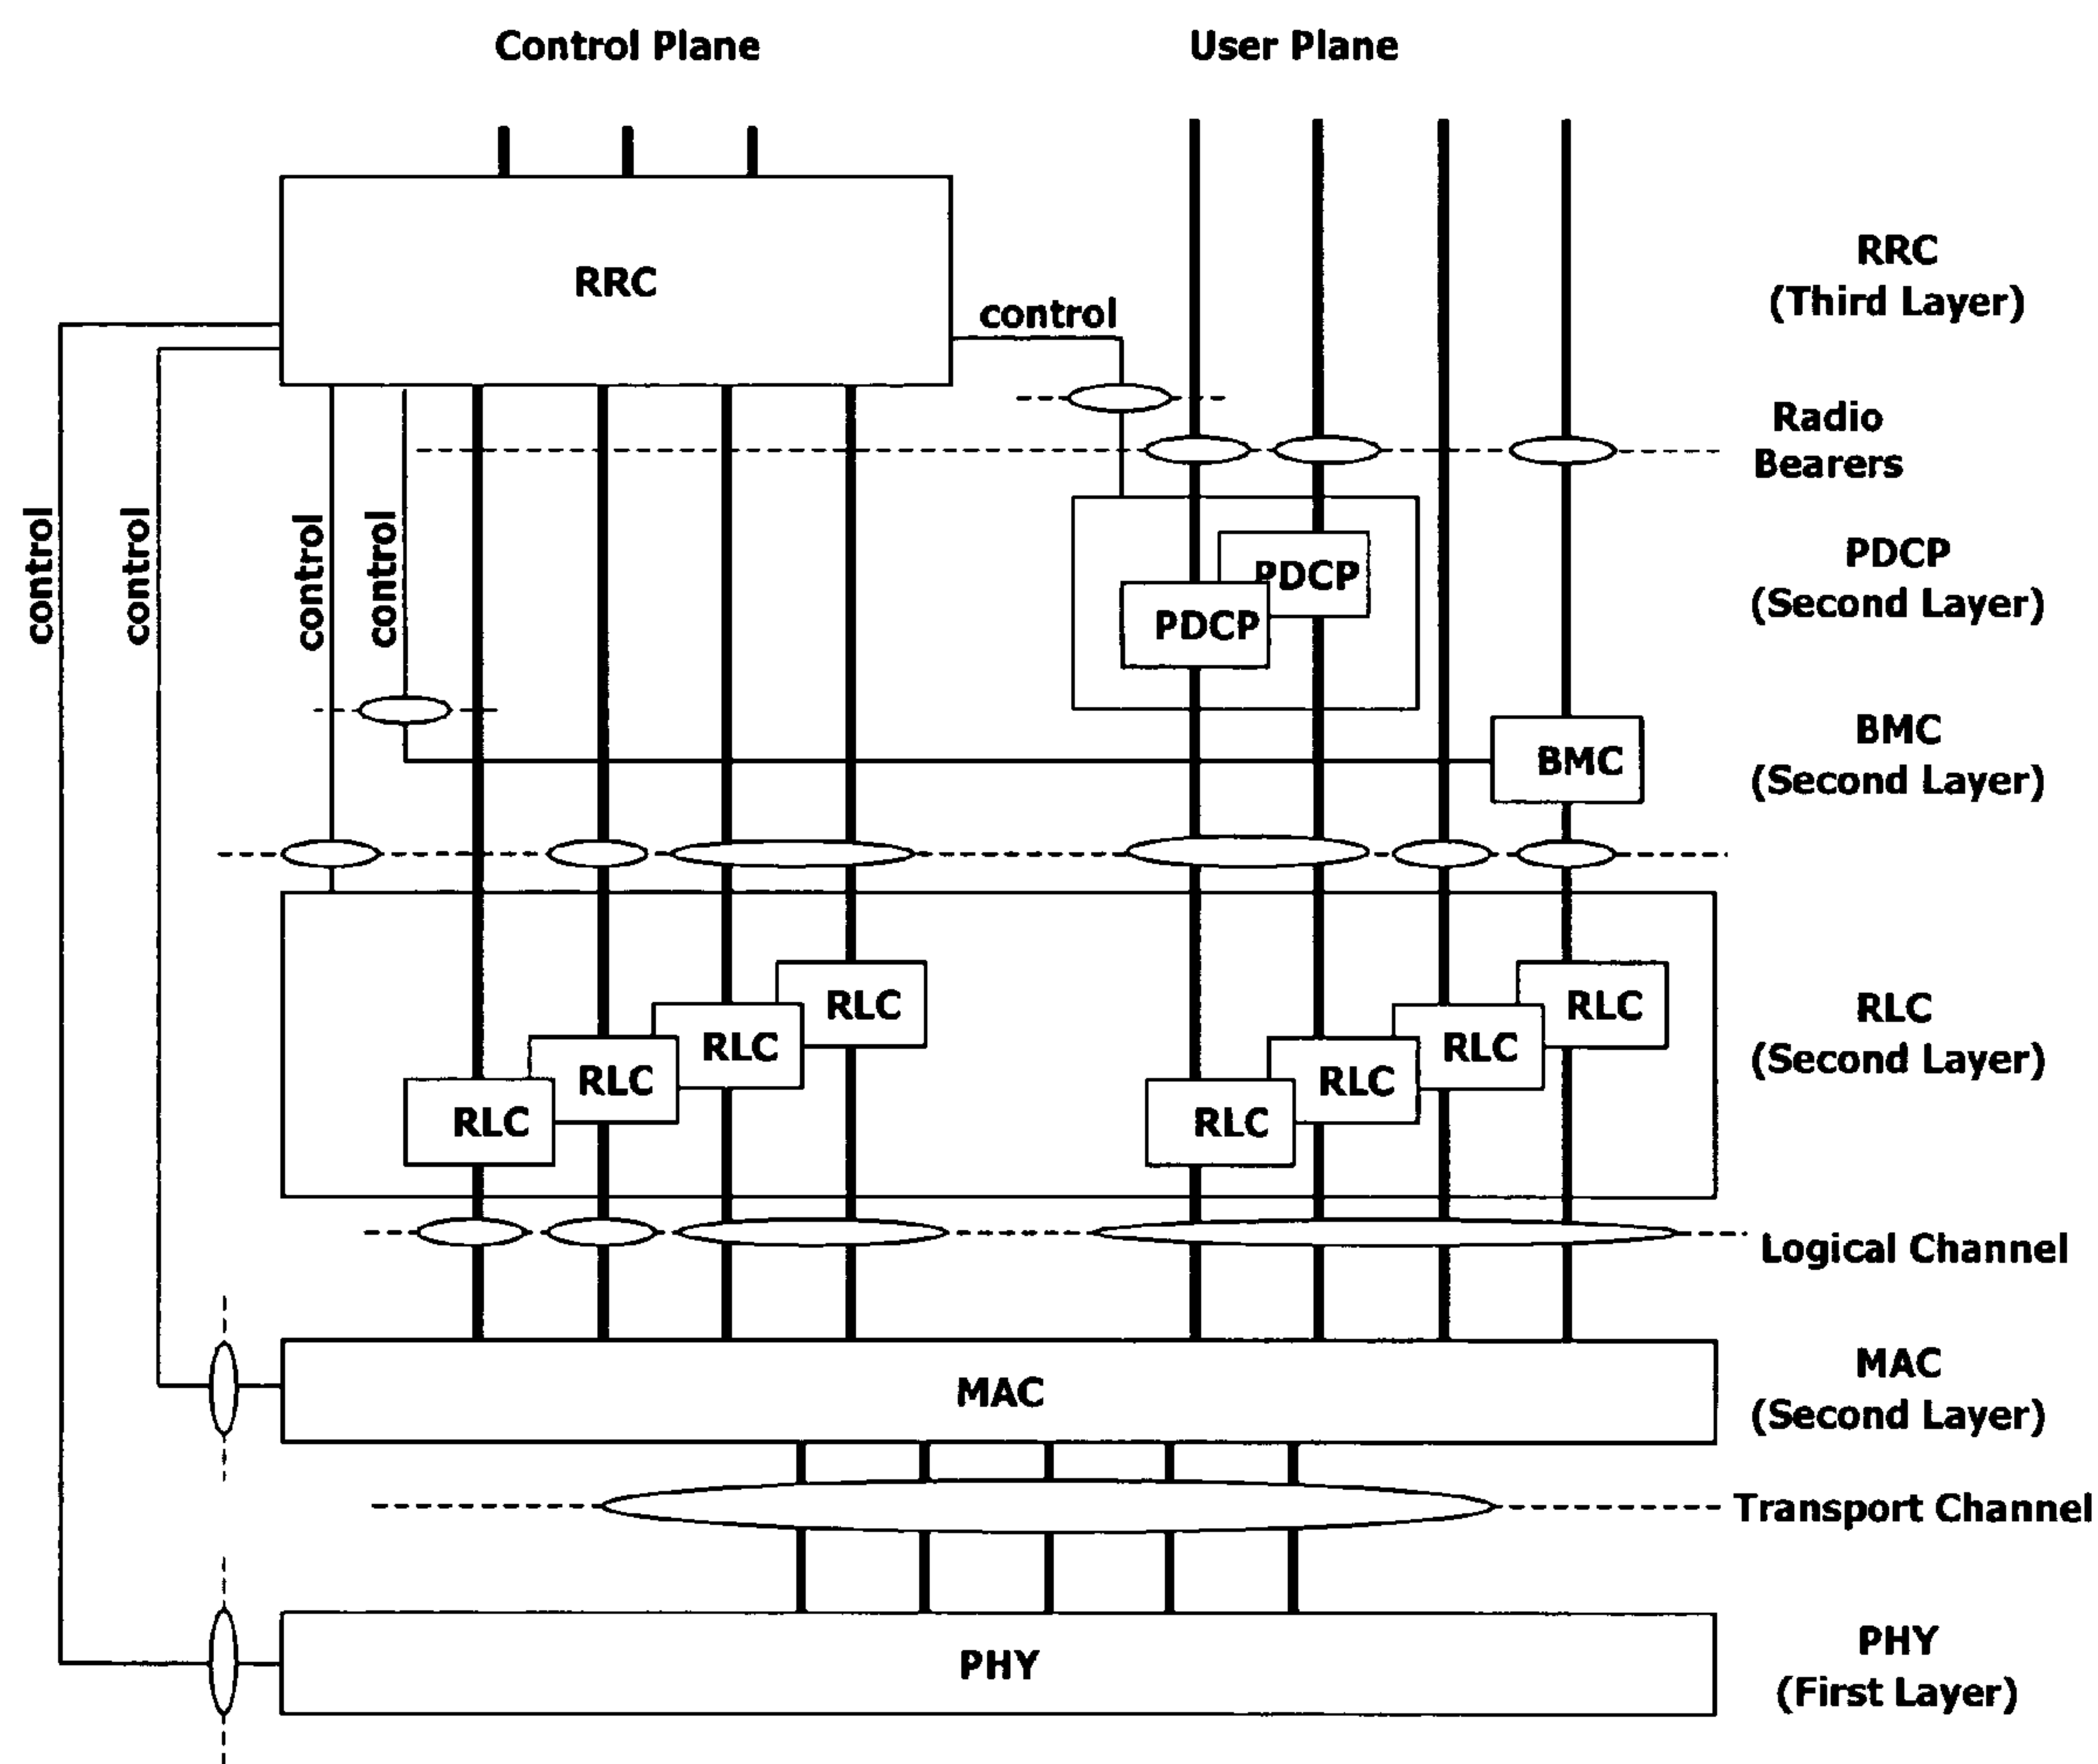 Control Plane
User Plane
RRC
RRC
(Third Layer)
control
Radio
Bearers
control
control
control
control
PDCP
PDCP
PDCP
(Second Layer)
BMC
BMC
(Second Layer)
RLC
RLC
RLC
RLC
RLC
RLC
RLC
RLC
RLC
(Second Layer)
Logical Channel
MAC
MAC
(Second Layer)
Transport Channel
PHY
PHY
(First Layer)